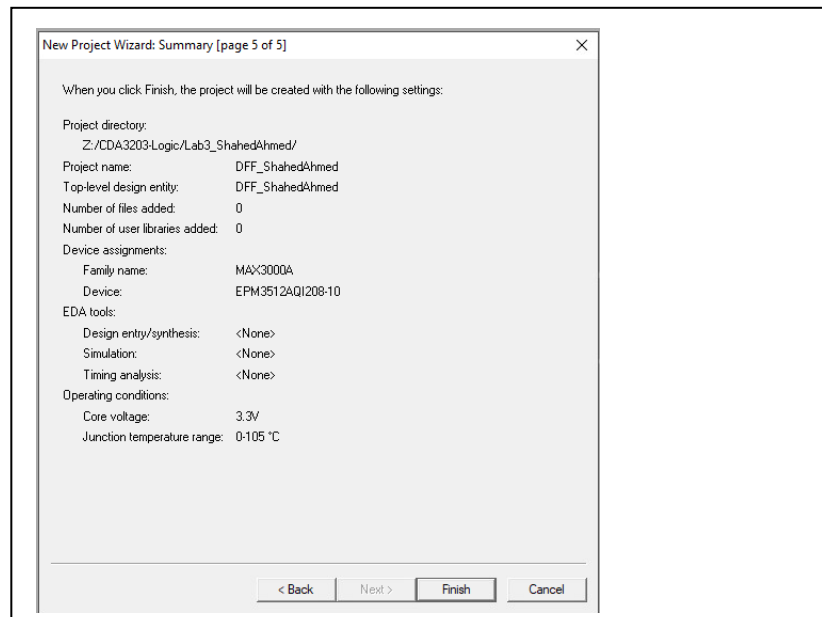 New Project Wizard: Summary [page 5 of 5]
When you click Finish, the project will be created with the following settings:
Project directory:
Z:/CDA3203-Logic/Lab3_ShahedAhmed/
Project name: DFF_ShahedAhmed
Top-level design entity: DFF_ShahedAhmed
Number of files added: 0
Number of user libraries added: 0
Device assignments:
Family name: MAX3000A
Device: EPM3512AQI208-10
EDA tools:
Design entry/synthesis: <None>
Simulation: <None>
Timing analysis: <None>
Operating conditions:
Core voltage: 3.3V
Junction temperature range: 0-105 °C
< Back Next > Finish Cancel